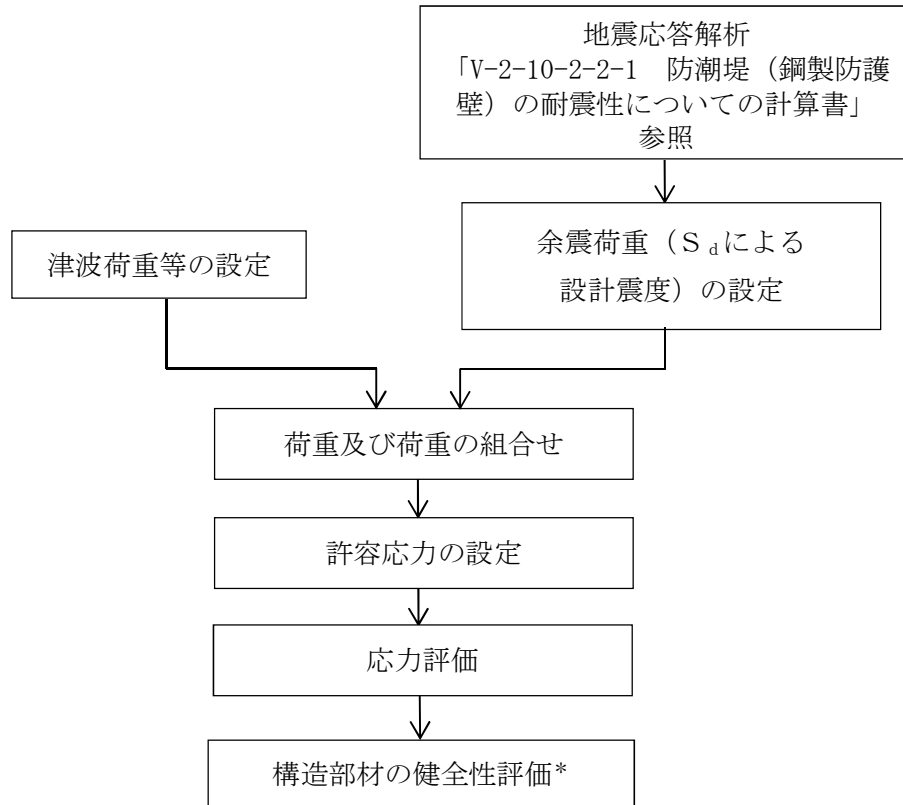 地震応答解析
「V-2-10-2-2-1 防潮堤（鋼製防護
壁）の耐震性についての計算書」
参照
津波荷重等の設定
余震荷重（Ｓｄによる
設計震度）の設定
荷重及び荷重の組合せ
許容応力の設定
応力評価
構造部材の健全性評価*